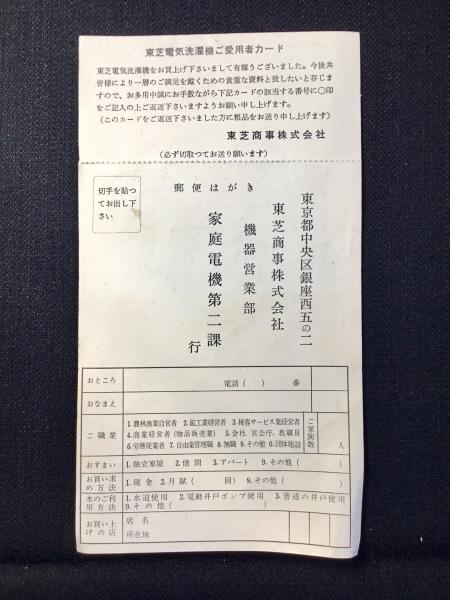 東芝電気洗濯機ご愛用者カード
東芝電気洗濯機をお買上げ下さいまして有難うございました。今後共
皆様により一層のご満足を戴くための貴重な資料と致したいと存じま
すので、お多用中誠にお手数ながら下記カードの該当する番号に〇印
をご記入の上ご返送下さいますようお願い申し上げます。
(このカードをご返送下さいました方に粗品をお送り申し上げます)
東芝商事株式会社
(必ず切取つてお送り願います)
郵便はがき
切手を貼つ
てお出し下
さい
東京都中央区銀座西五の二
東芝商事株式会社
機器営業部
家庭電機第二課
行
おところ 電話( ) 番
おなまえ
ご職業 1.農林漁業自営者 2.鉱工業経営者 3.接客サービス業経営者
4.商業経営者(物品販売業) 5.会社,官公庁,教職員
6.労務従業者 7.自由業管理職 8.無職 9.その他 0.団体施設
ご家族数 人
おすまい 1.独立家屋 2.借間 3.アパート 9.その他( )
お買い求め方法 1.現金 2.月賦( 回) 9.その他( )
水のご利用方法 1.水道使用 2.電動井戸ポンプ使用 3.普通の井戸使用
9.その他( )
お買い上げの店 店名
所在地